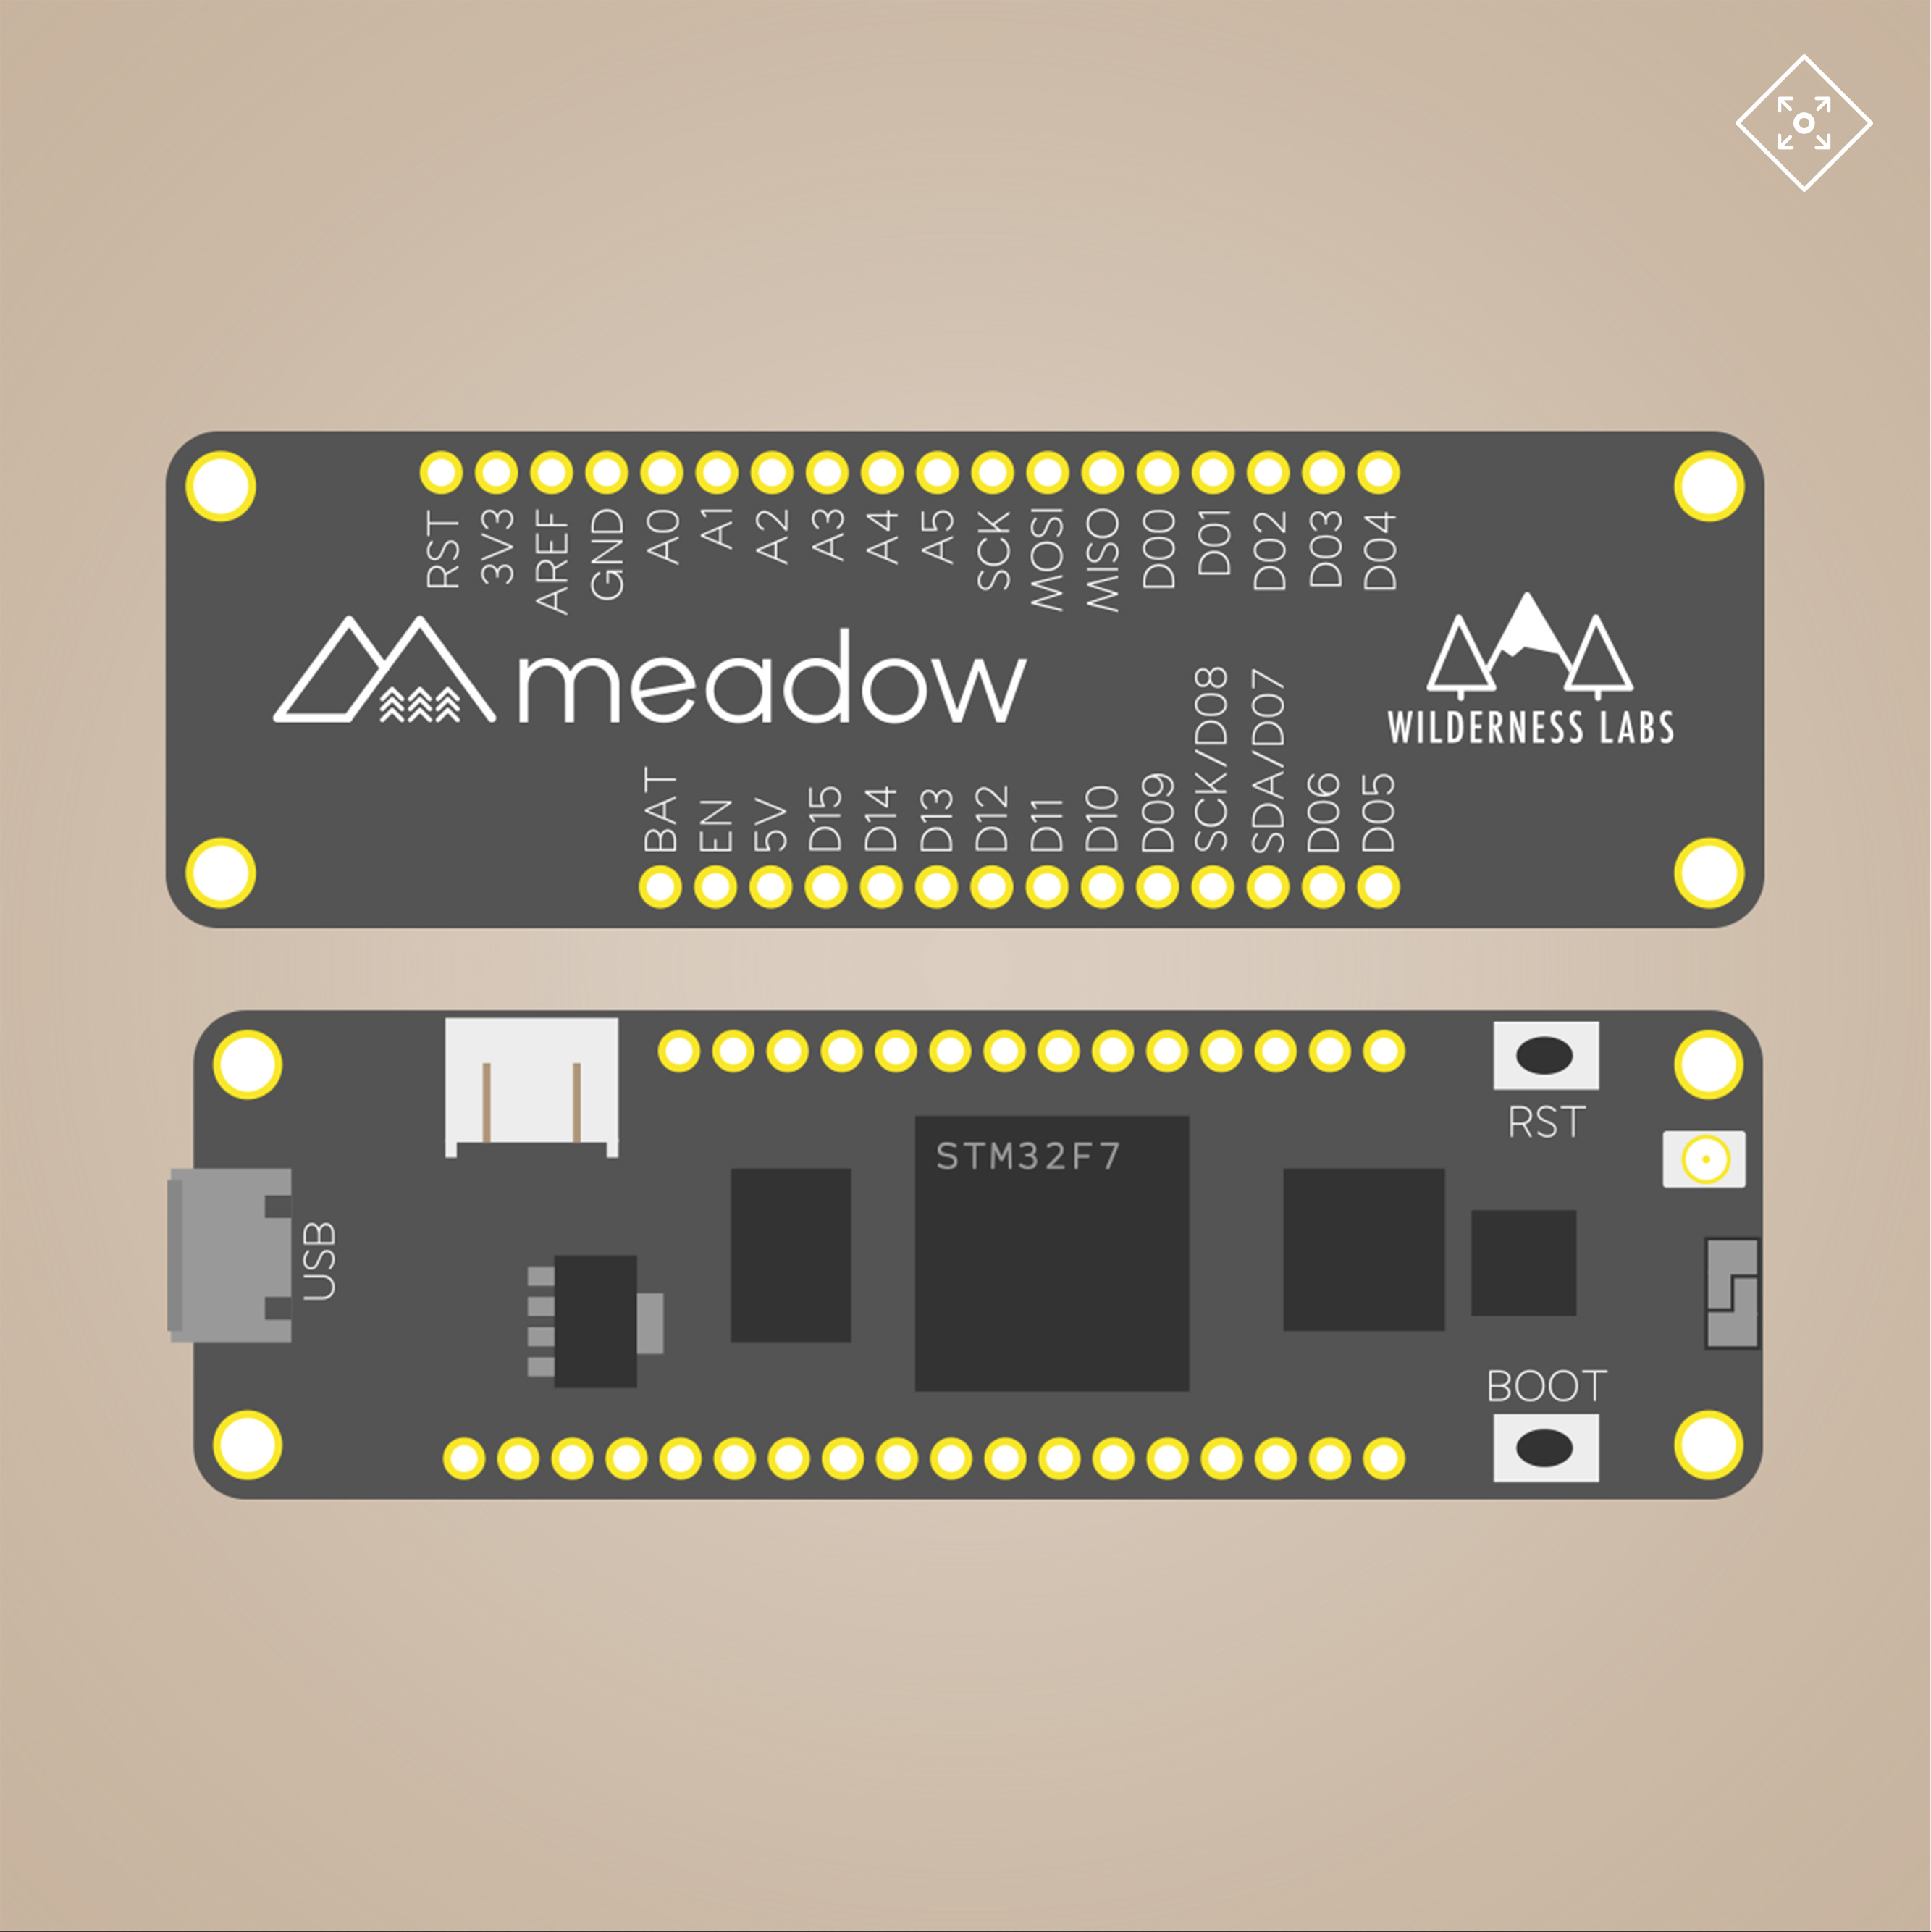 RST
3V3
AREF
GND
A0
A1
A2
A3
A4
A5
SCK
MOSI
MISO
D00
D01
D02
D03
D04
meadow
WILDERNESS LABS
BAT
EN
5V
D15
D14
D13
D12
D11
D10
D09
SCK/D08
SDA/D07
D06
D05
RST
STM32F7
USB
BOOT